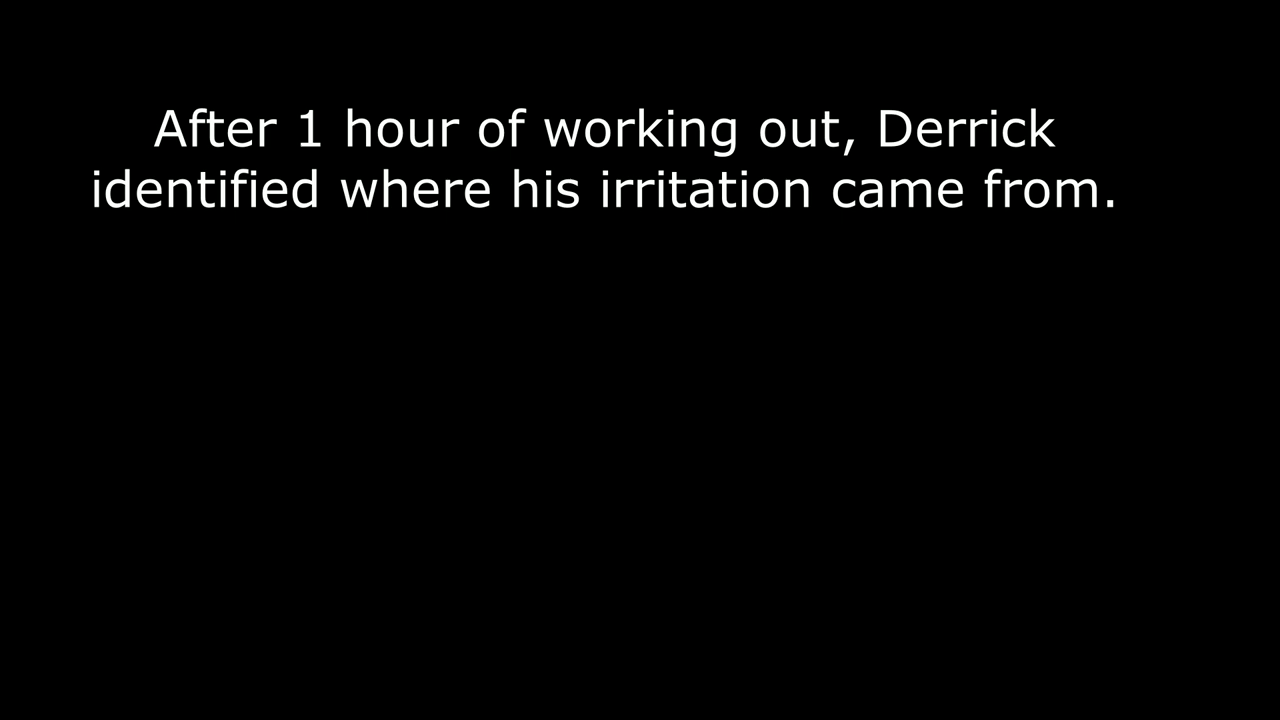 After 1 hour of working out, Derrick
identified where his irritation came from.